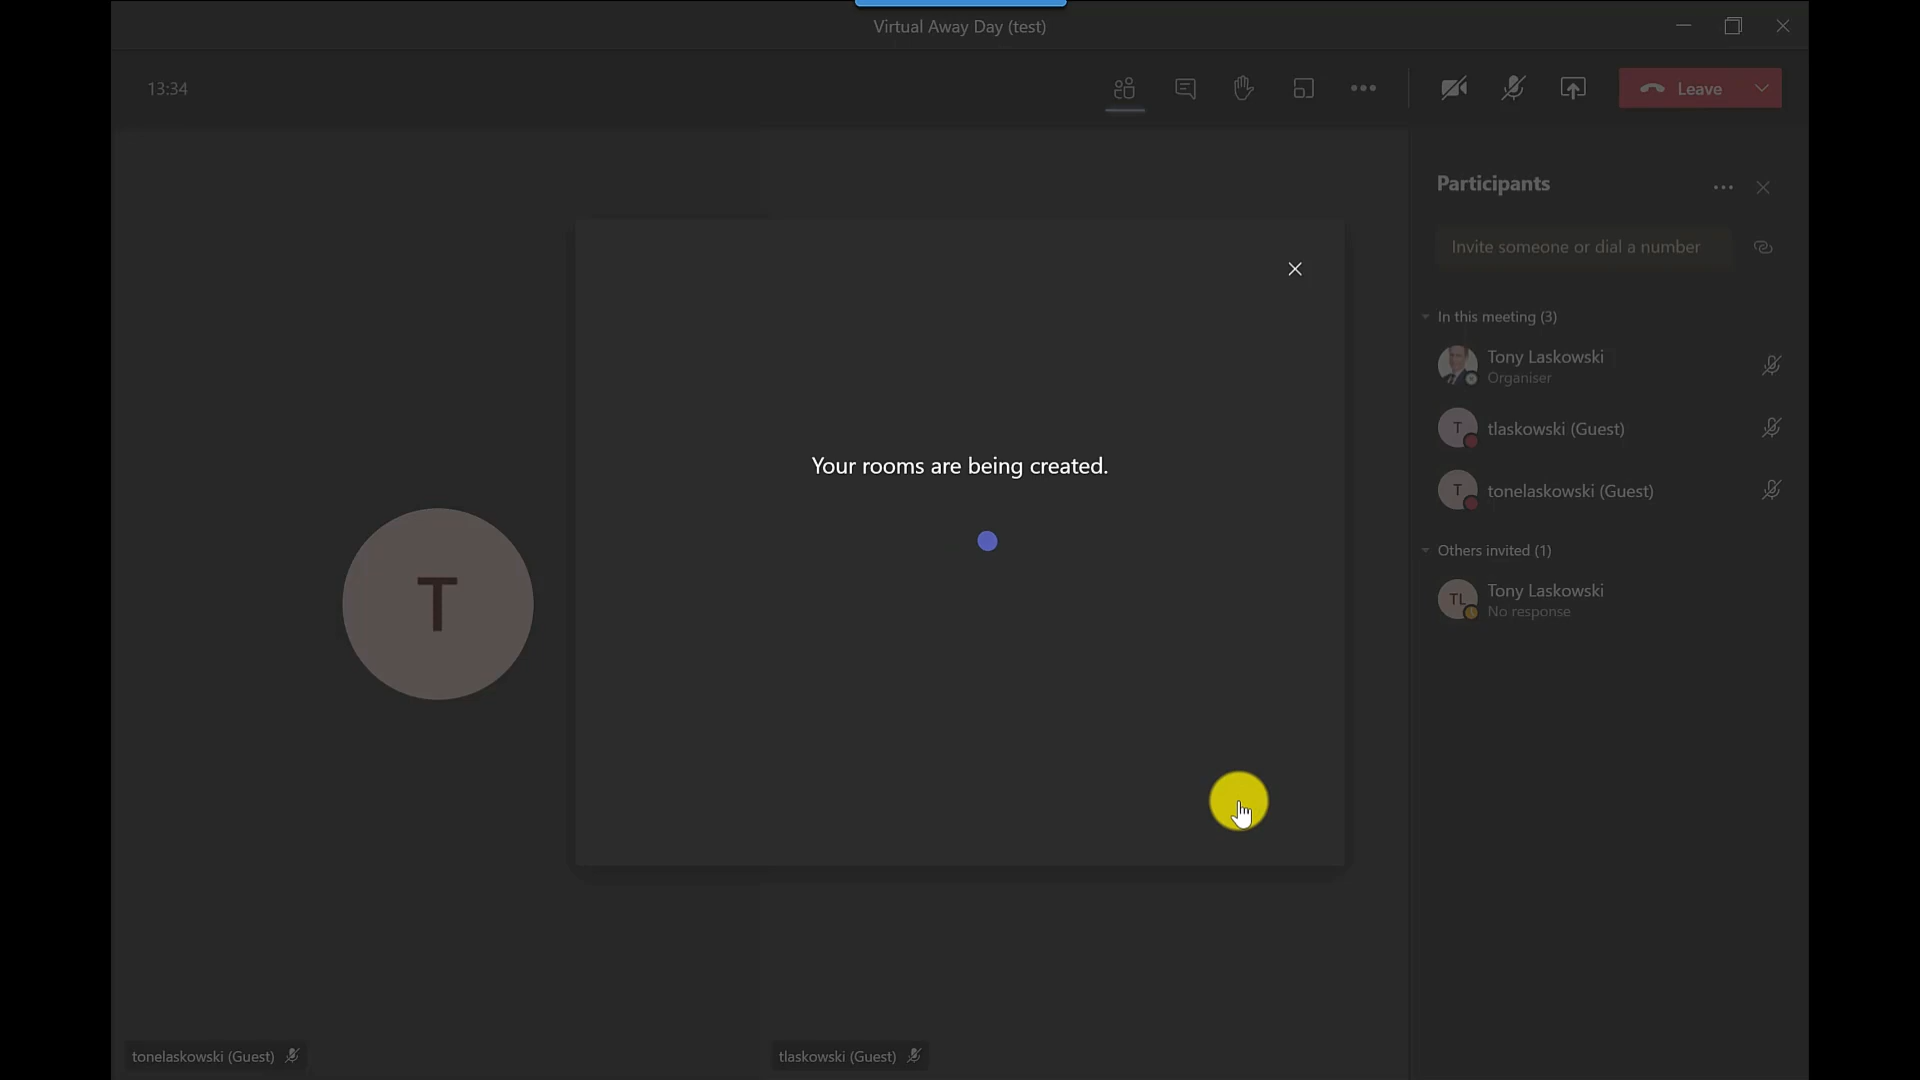 Virtual Away Day (test)
13:34
Leave
Participants
Invite someone or dial a number
In this meeting (3)
Tony Laskowski
Organiser
T
tlaskowski (Guest)
T
tonelaskowski (Guest)
Others invited (1)
TL
Tony Laskowski
No response
Your rooms are being created.
T
tonelaskowski (Guest)
tlaskowski (Guest)